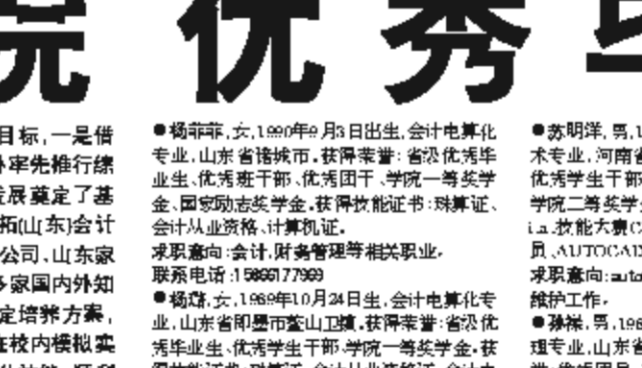 院 优 秀
目标,一是借
率先推行综
发展奠定了基
拓(山东)会计
公司、山东家
多家国内外知
定培养方案,
在校内模拟实
●杨菲菲,女,1990年9月3日出生,会计电算化
专业,山东省诸城市。获得荣誉:省级优秀毕
业生、优秀班干部、优秀团干、学院一等奖学
金、国家励志奖学金。获得技能证书:珠算证、
会计从业资格、计算机证。
求职意向:会计,财务管理等相关职业。
联系电话:
●杨 女,1989年10月24日生,会计电算化专
业,山东省即墨市鳌山卫镇。获得荣誉:省级优
秀毕业生、优秀学生干部、学院一等奖学金。获
●苏明洋,男,1
术专业,河南省
优秀学生干部
学院二等奖学
技能大赛C
员、AUTOCAD
求职意向:auto
维护工作。
男,198
理专业,山东省